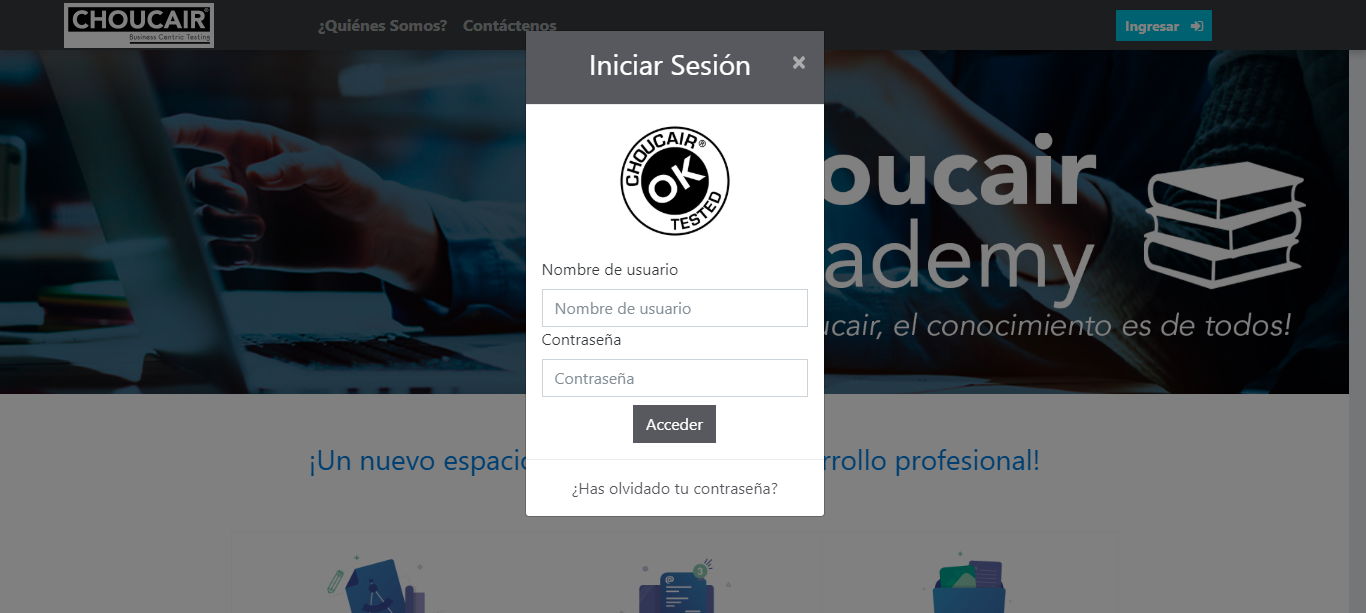 CHOUCAIR®
Business Centric Testing
¿Quiénes Somos?
Contáctenos
Ingresar
Iniciar Sesión
×
CHOUCAIR®
OK
TESTED
oucair
ademy
ucair, el conocimiento es de todos!
Nombre de usuario
Nombre de usuario
Contraseña
Contraseña
Acceder
¿Has olvidado tu contraseña?
¡Un nuevo espacio
rrollo profesional!
3